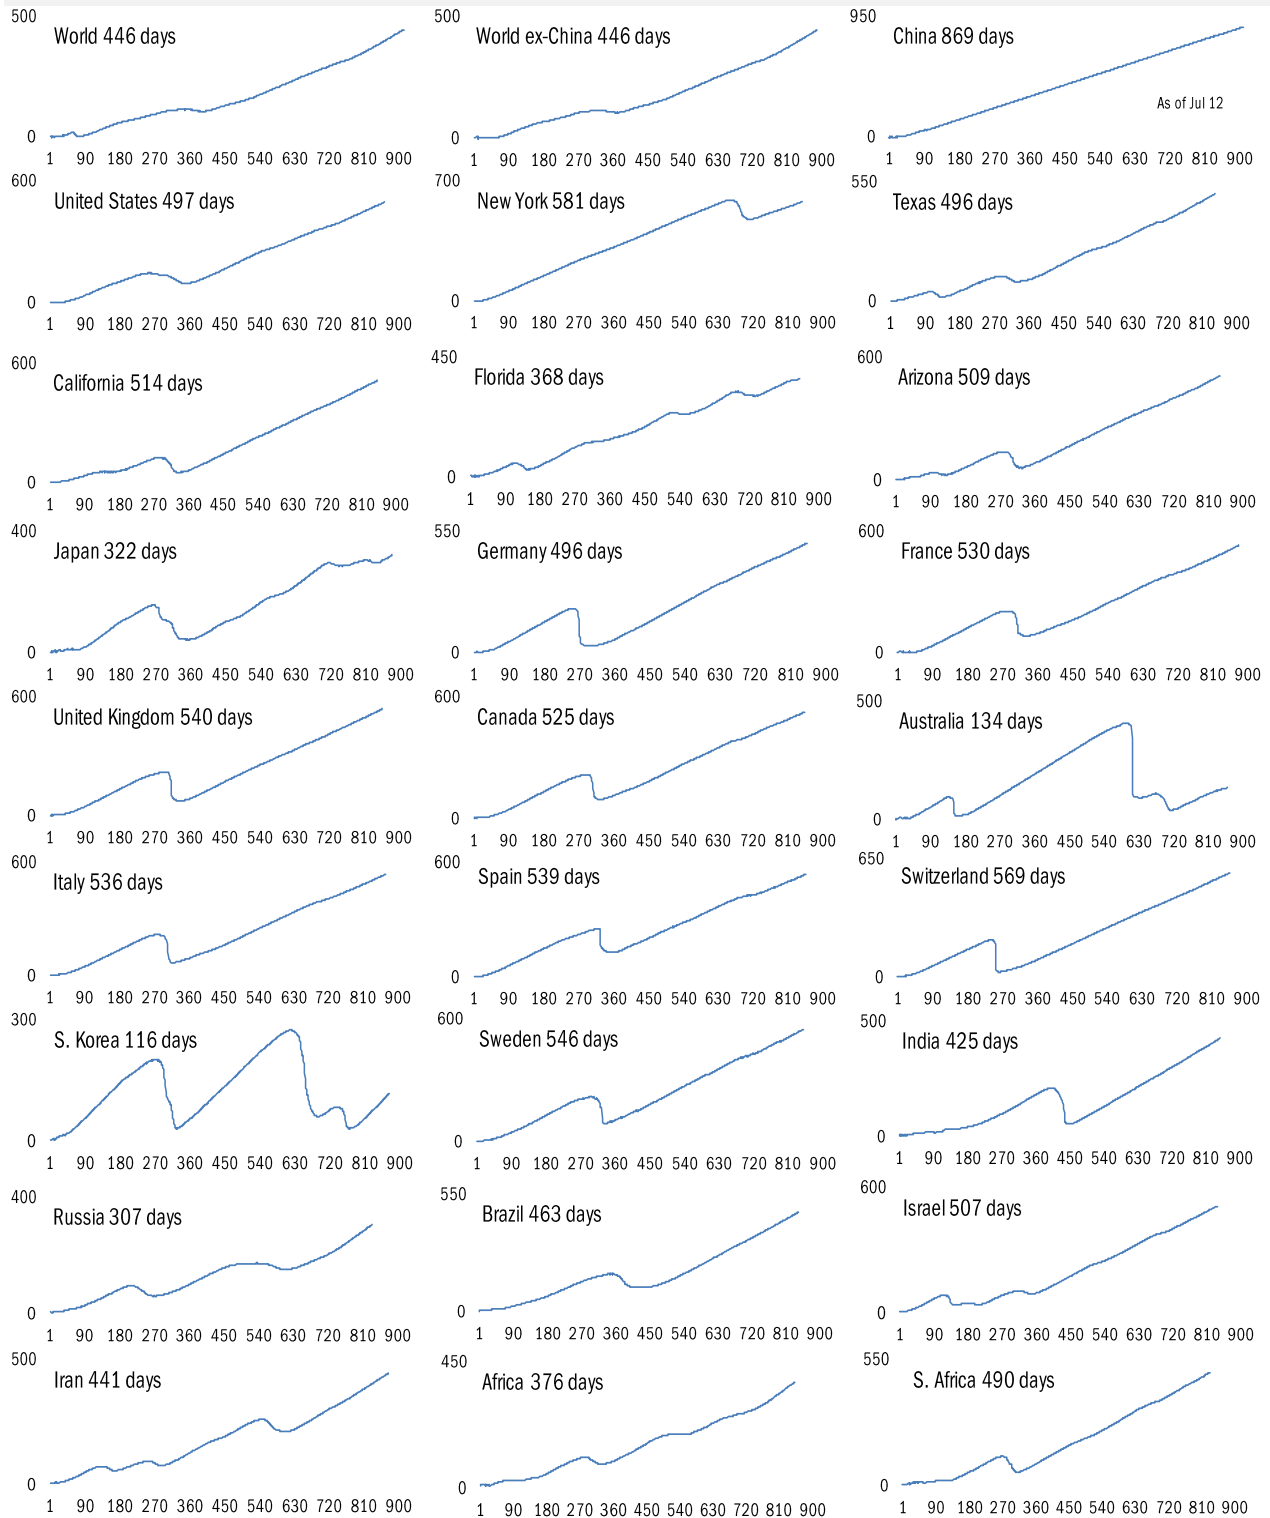 500
World 446 days
0
1 90 180 270 360 450 540 630 720 810 900
500
World ex-China 446 days
0
1 90 180 270 360 450 540 630 720 810 900
950
China 869 days
As of Jul 12
0
1 90 180 270 360 450 540 630 720 810 900
600
United States 497 days
0
1 90 180 270 360 450 540 630 720 810 900
700
New York 581 days
0
1 90 180 270 360 450 540 630 720 810 900
550
Texas 496 days
0
1 90 180 270 360 450 540 630 720 810 900
600
California 514 days
0
1 90 180 270 360 450 540 630 720 810 900
450
Florida 368 days
0
1 90 180 270 360 450 540 630 720 810 900
600
Arizona 509 days
0
1 90 180 270 360 450 540 630 720 810 900
400
Japan 322 days
0
1 90 180 270 360 450 540 630 720 810 900
550
Germany 496 days
0
1 90 180 270 360 450 540 630 720 810 900
600
France 530 days
0
1 90 180 270 360 450 540 630 720 810 900
600
United Kingdom 540 days
0
1 90 180 270 360 450 540 630 720 810 900
600
Canada 525 days
0
1 90 180 270 360 450 540 630 720 810 900
500
Australia 134 days
0
1 90 180 270 360 450 540 630 720 810 900
600
Italy 536 days
0
1 90 180 270 360 450 540 630 720 810 900
600
Spain 539 days
0
1 90 180 270 360 450 540 630 720 810 900
650
Switzerland 569 days
0
1 90 180 270 360 450 540 630 720 810 900
300
S. Korea 116 days
0
1 90 180 270 360 450 540 630 720 810 900
600
Sweden 546 days
0
1 90 180 270 360 450 540 630 720 810 900
500
India 425 days
0
1 90 180 270 360 450 540 630 720 810 900
400
Russia 307 days
0
1 90 180 270 360 450 540 630 720 810 900
550
Brazil 463 days
0
1 90 180 270 360 450 540 630 720 810 900
600
Israel 507 days
0
1 90 180 270 360 450 540 630 720 810 900
500
Iran 441 days
0
1 90 180 270 360 450 540 630 720 810 900
450
Africa 376 days
0
1 90 180 270 360 450 540 630 720 810 900
550
S. Africa 490 days
0
1 90 180 270 360 450 540 630 720 810 900